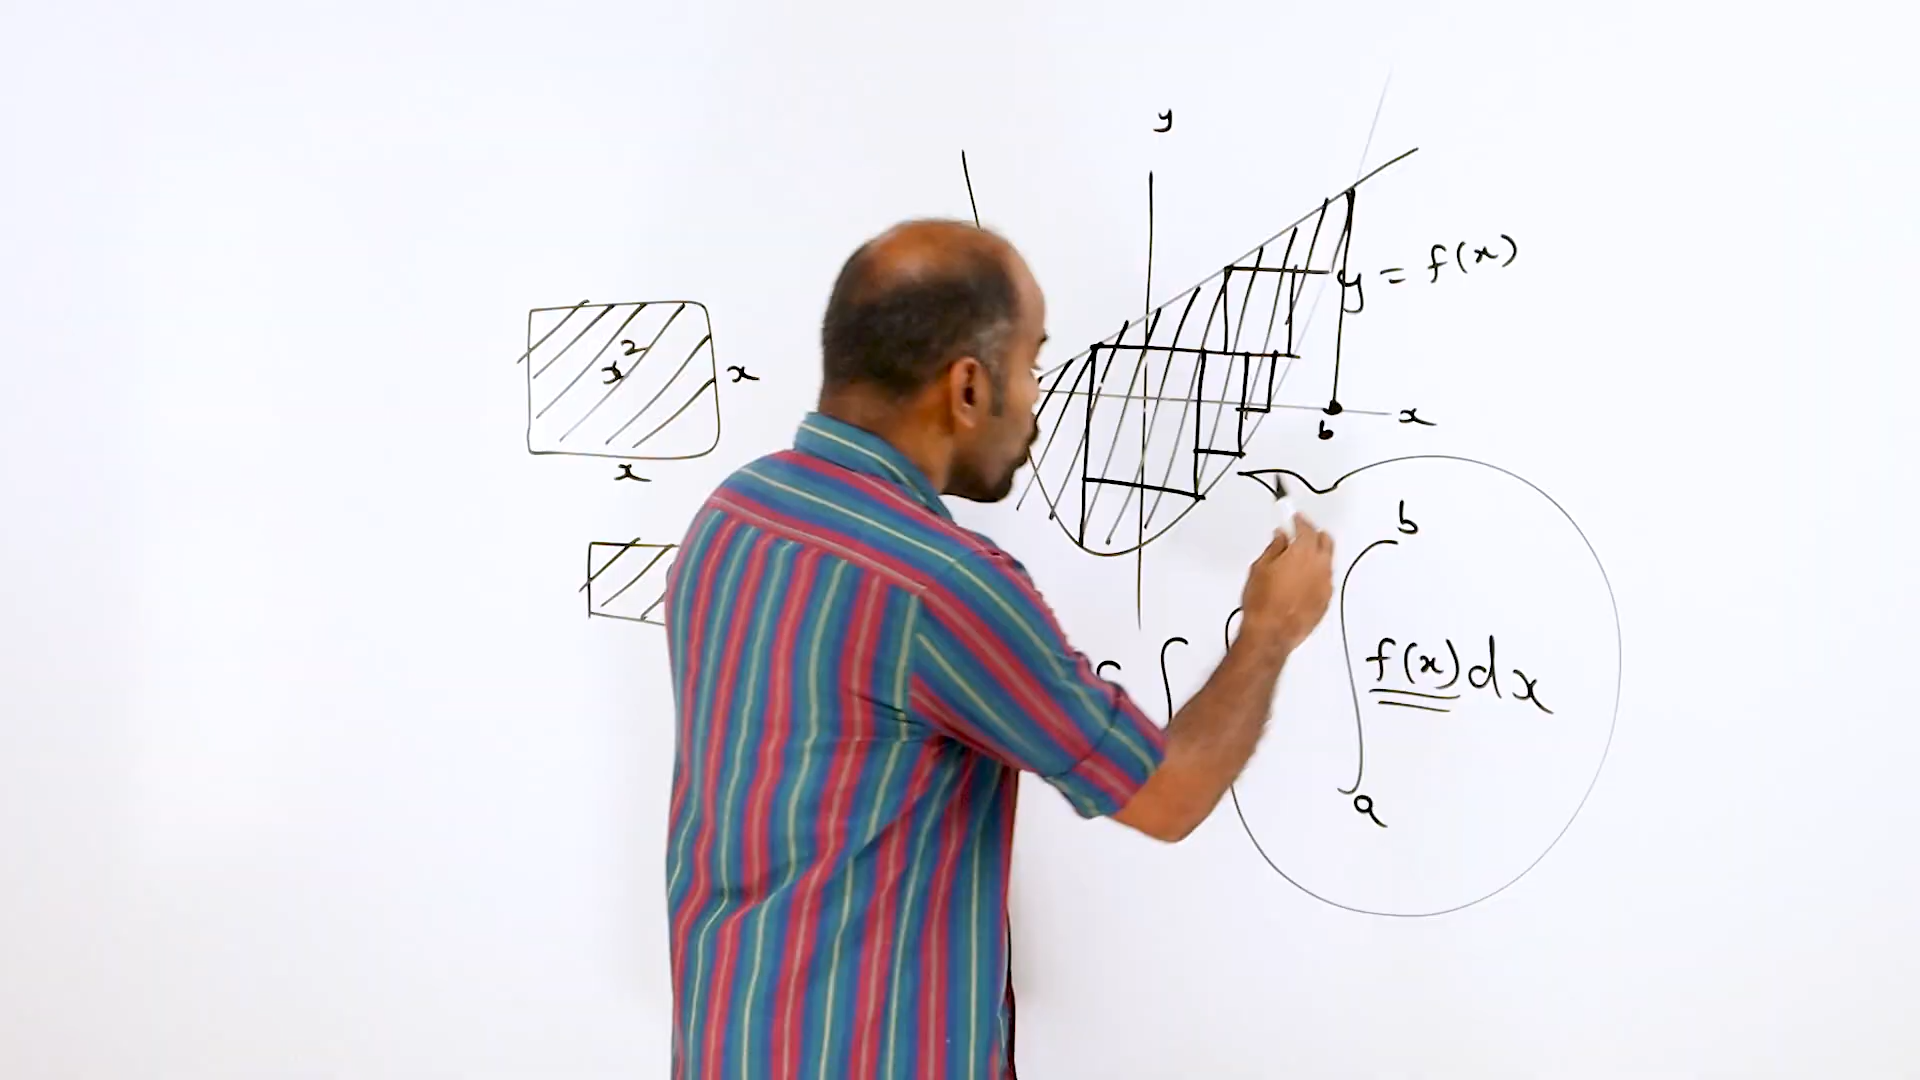 y
y = f(x)
x²
x
x
x
b
b
∫ f(x)dx
a
∫